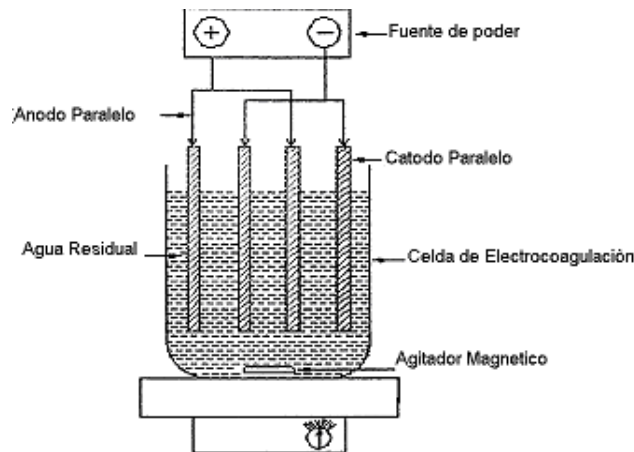 +
−
Fuente de poder
Anodo Paralelo
Catodo Paralelo
Agua Residual
Celda de Electrocoagulación
Agitador Magnetico